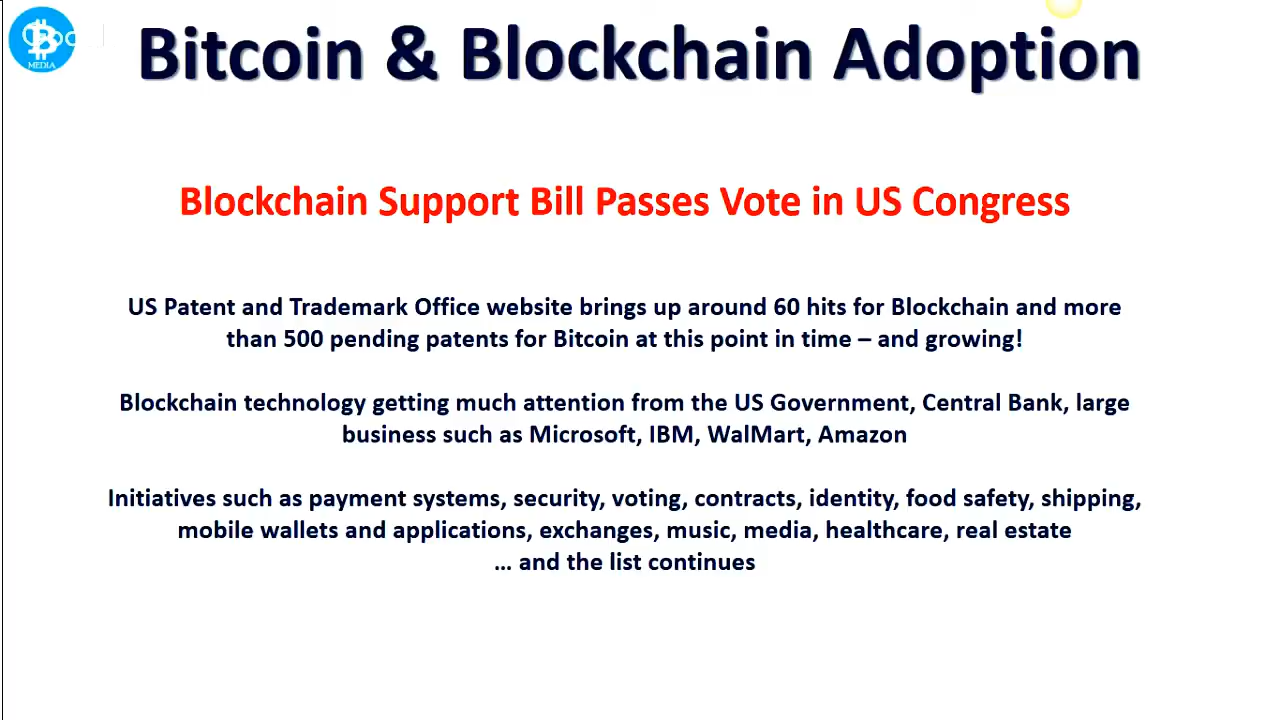 Bitcoin & Blockchain Adoption
MEDIA
Blockchain Support Bill Passes Vote in US Congress
US Patent and Trademark Office website brings up around 60 hits for Blockchain and more
than 500 pending patents for Bitcoin at this point in time – and growing!
Blockchain technology getting much attention from the US Government, Central Bank, large
business such as Microsoft, IBM, WalMart, Amazon
Initiatives such as payment systems, security, voting, contracts, identity, food safety, shipping,
mobile wallets and applications, exchanges, music, media, healthcare, real estate
... and the list continues